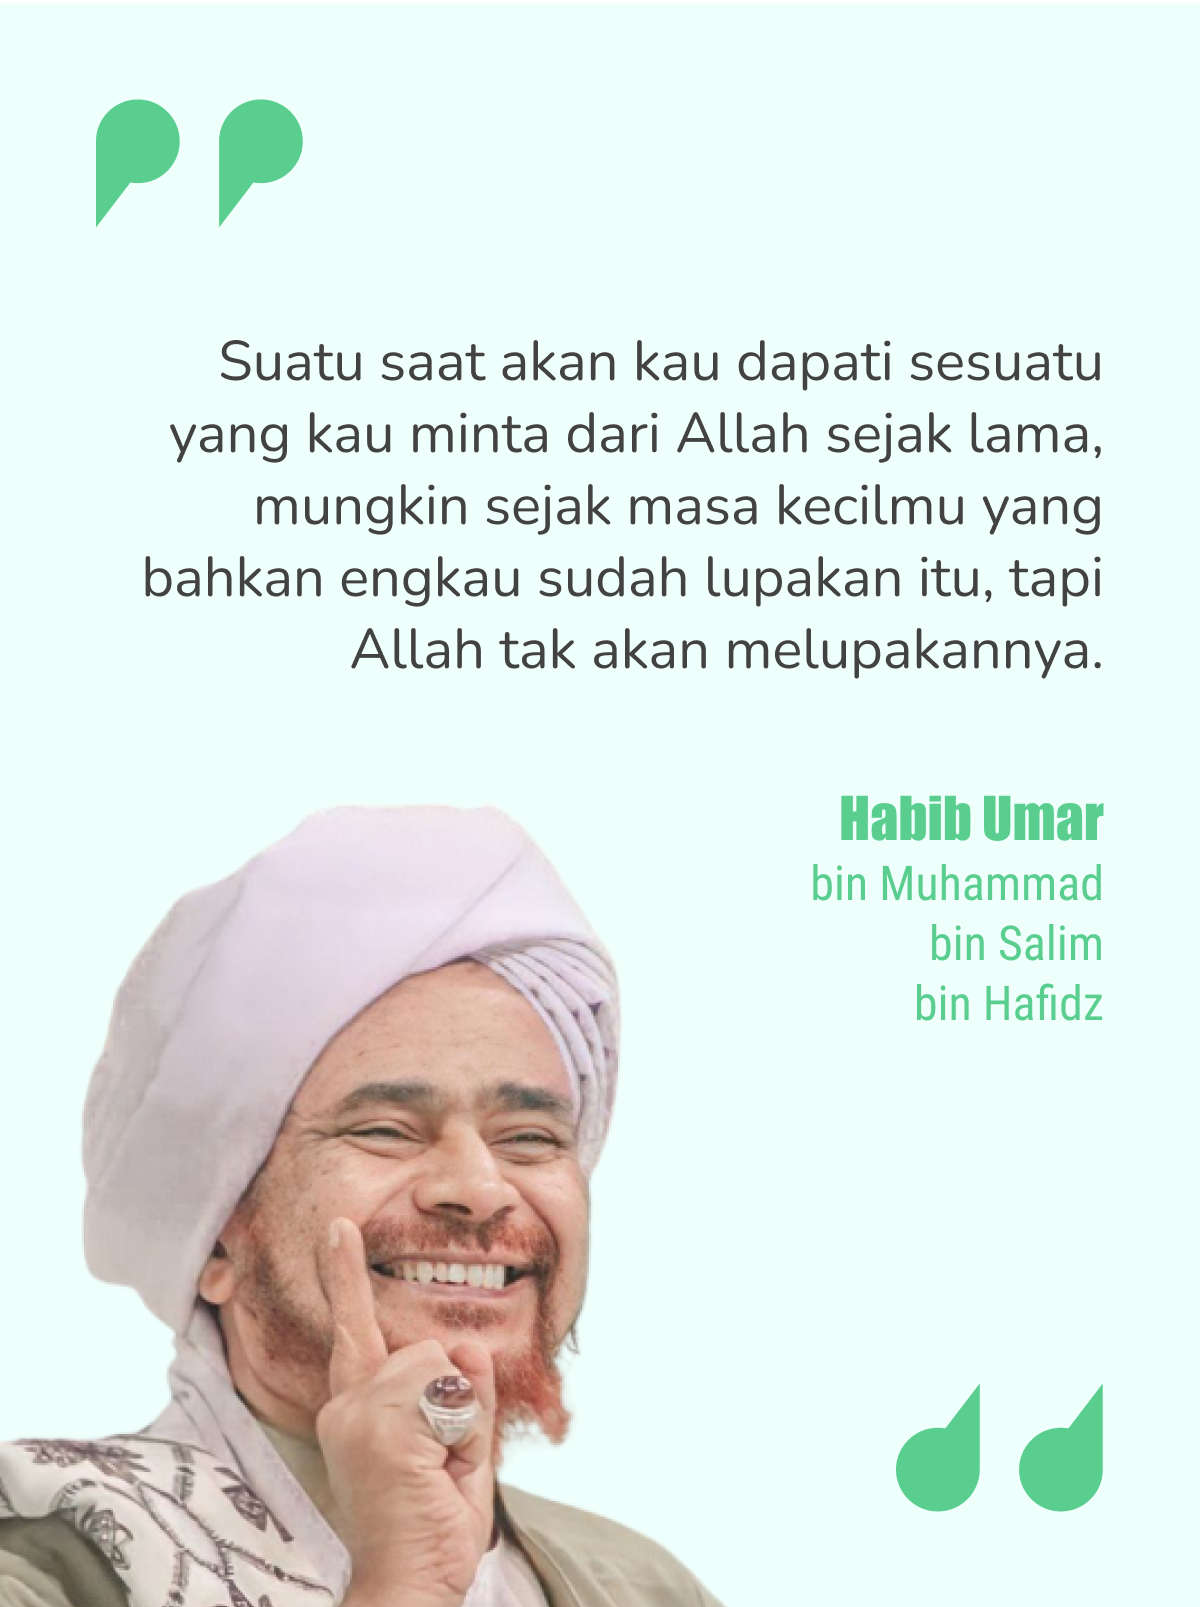 Suatu saat akan kau dapati sesuatu
yang kau minta dari Allah sejak lama,
mungkin sejak masa kecilmu yang
bahkan engkau sudah lupakan itu, tapi
Allah tak akan melupakannya.
Habib Umar
bin Muhammad
bin Salim
bin Hafidz